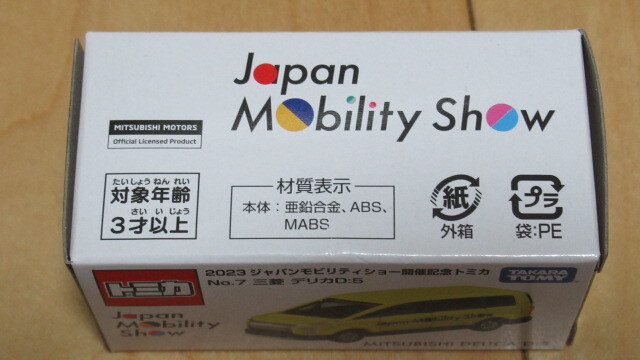 Japan
Mobility Show
MITSUBISHI MOTORS
Official Licensed Product
たいしょうねんれい
対象年齢
さいいじょう
3才以上
材質表示
本体:亜鉛合金、ABS、
MABS
紙
外箱
プラ
袋:PE
トミカ
2023 ジャパンモビリティショー開催記念トミカ
No.7 三菱 デリカD:5
TAKARA
TOMY
Japan
Mobility
Show
Japan Mobility Show
MITSUBISHI DELICA D:5